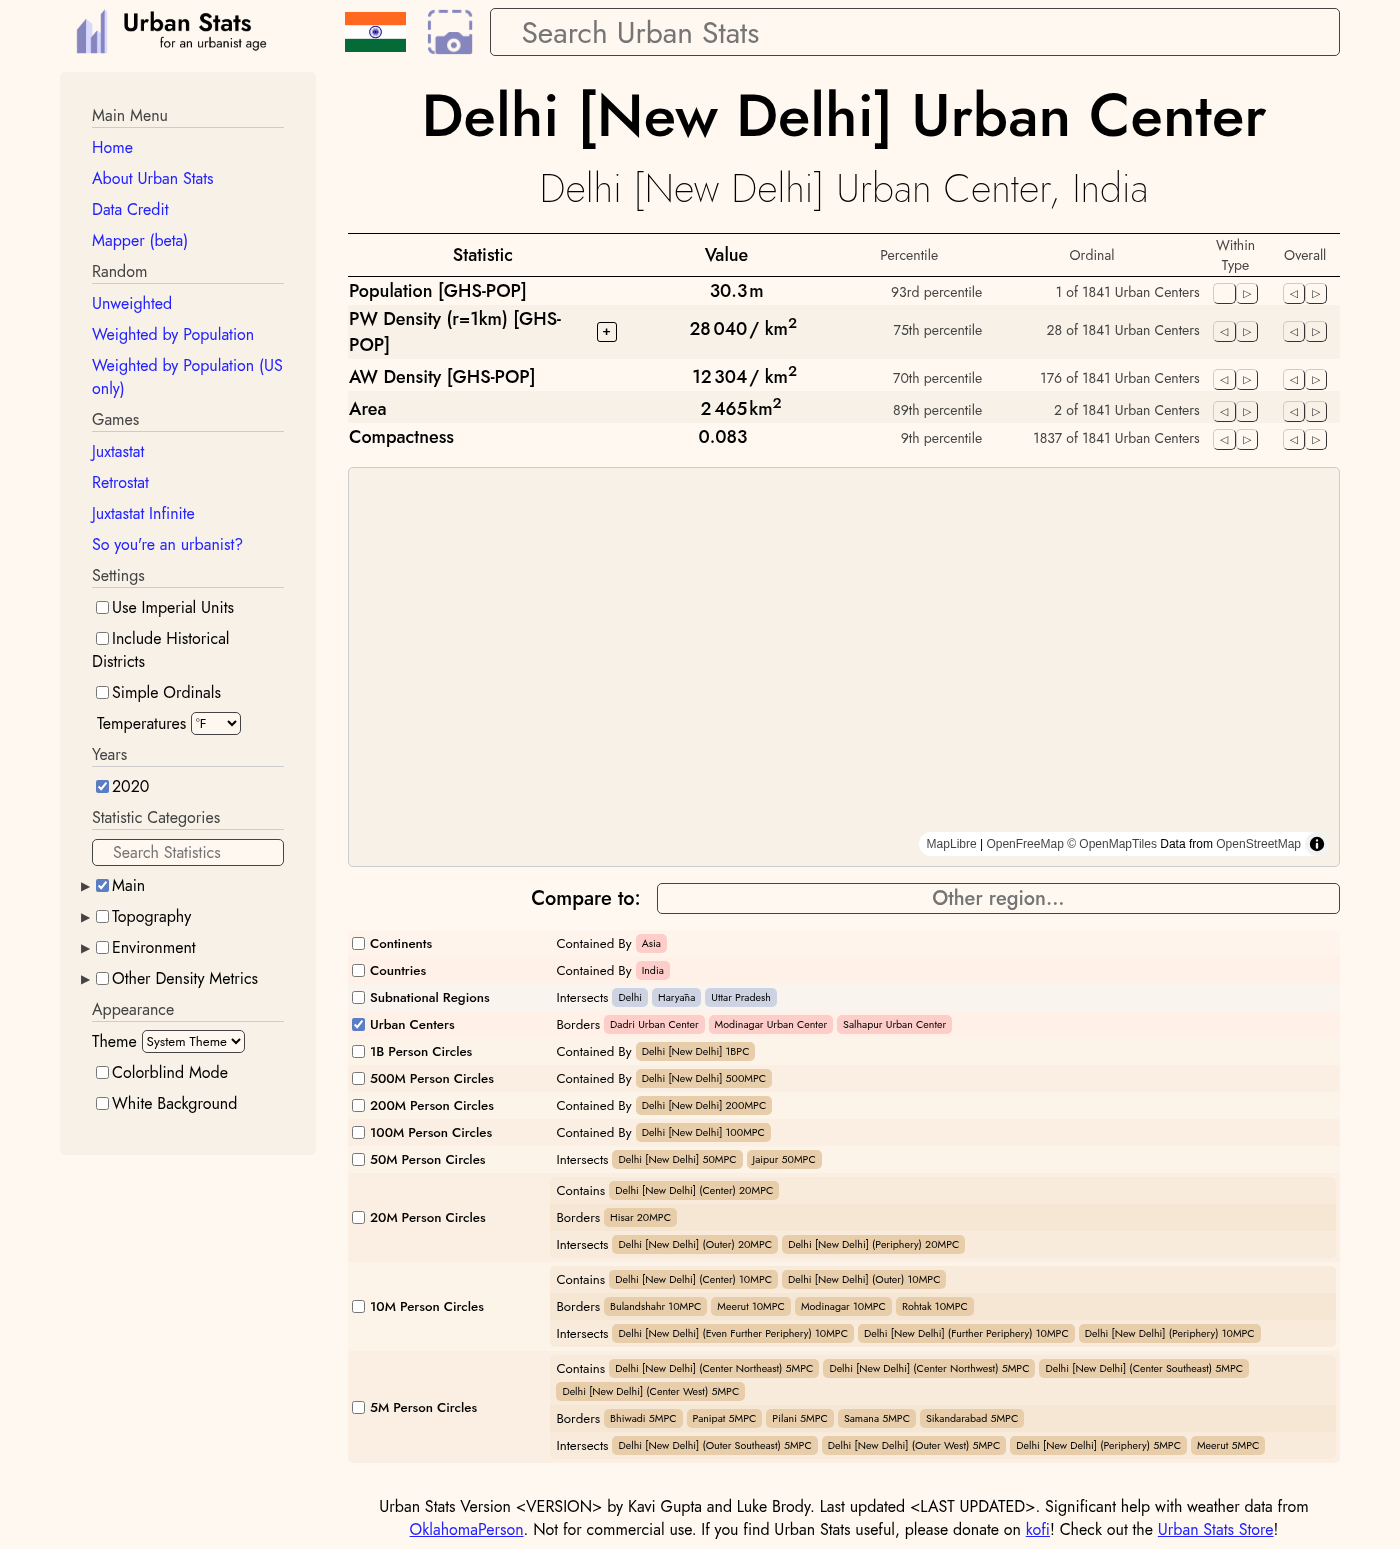 Urban Stats
for an urbanist age
Search Urban Stats
Main Menu
Home
About Urban Stats
Data Credit
Mapper (beta)
Random
Unweighted
Weighted by Population
Weighted by Population (US
only)
Games
Juxtastat
Retrostat
Juxtastat Infinite
So you're an urbanist?
Settings
Use Imperial Units
Include Historical
Districts
Simple Ordinals
Temperatures °F
Years
2020
Statistic Categories
Search Statistics
Main
Topography
Environment
Other Density Metrics
Appearance
Theme System Theme
Colorblind Mode
White Background
Delhi [New Delhi] Urban Center
Delhi [New Delhi] Urban Center, India
Statistic Value Percentile Ordinal Within Type Overall
Population [GHS-POP] 30.3 m 93rd percentile 1 of 1841 Urban Centers
PW Density (r=1km) [GHS-
POP] + 28 040 / km² 75th percentile 28 of 1841 Urban Centers
AW Density [GHS-POP] 12 304 / km² 70th percentile 176 of 1841 Urban Centers
Area 2 465 km² 89th percentile 2 of 1841 Urban Centers
Compactness 0.083 9th percentile 1837 of 1841 Urban Centers
MapLibre | OpenFreeMap © OpenMapTiles Data from OpenStreetMap
Compare to: Other region...
Continents Contained By Asia
Countries Contained By India
Subnational Regions Intersects Delhi Haryāna Uttar Pradesh
Urban Centers Borders Dadri Urban Center Modinagar Urban Center Salhapur Urban Center
1B Person Circles Contained By Delhi [New Delhi] 1BPC
500M Person Circles Contained By Delhi [New Delhi] 500MPC
200M Person Circles Contained By Delhi [New Delhi] 200MPC
100M Person Circles Contained By Delhi [New Delhi] 100MPC
50M Person Circles Intersects Delhi [New Delhi] 50MPC Jaipur 50MPC
20M Person Circles
Contains Delhi [New Delhi] (Center) 20MPC
Borders Hisar 20MPC
Intersects Delhi [New Delhi] (Outer) 20MPC Delhi [New Delhi] (Periphery) 20MPC
10M Person Circles
Contains Delhi [New Delhi] (Center) 10MPC Delhi [New Delhi] (Outer) 10MPC
Borders Bulandshahr 10MPC Meerut 10MPC Modinagar 10MPC Rohtak 10MPC
Intersects Delhi [New Delhi] (Even Further Periphery) 10MPC Delhi [New Delhi] (Further Periphery) 10MPC Delhi [New Delhi] (Periphery) 10MPC
5M Person Circles
Contains Delhi [New Delhi] (Center Northeast) 5MPC Delhi [New Delhi] (Center Northwest) 5MPC Delhi [New Delhi] (Center Southeast) 5MPC
Delhi [New Delhi] (Center West) 5MPC
Borders Bhiwadi 5MPC Panipat 5MPC Pilani 5MPC Samana 5MPC Sikandarabad 5MPC
Intersects Delhi [New Delhi] (Outer Southeast) 5MPC Delhi [New Delhi] (Outer West) 5MPC Delhi [New Delhi] (Periphery) 5MPC Meerut 5MPC
Urban Stats Version <VERSION> by Kavi Gupta and Luke Brody. Last updated <LAST UPDATED>. Significant help with weather data from
OklahomaPerson. Not for commercial use. If you find Urban Stats useful, please donate on kofi! Check out the Urban Stats Store!